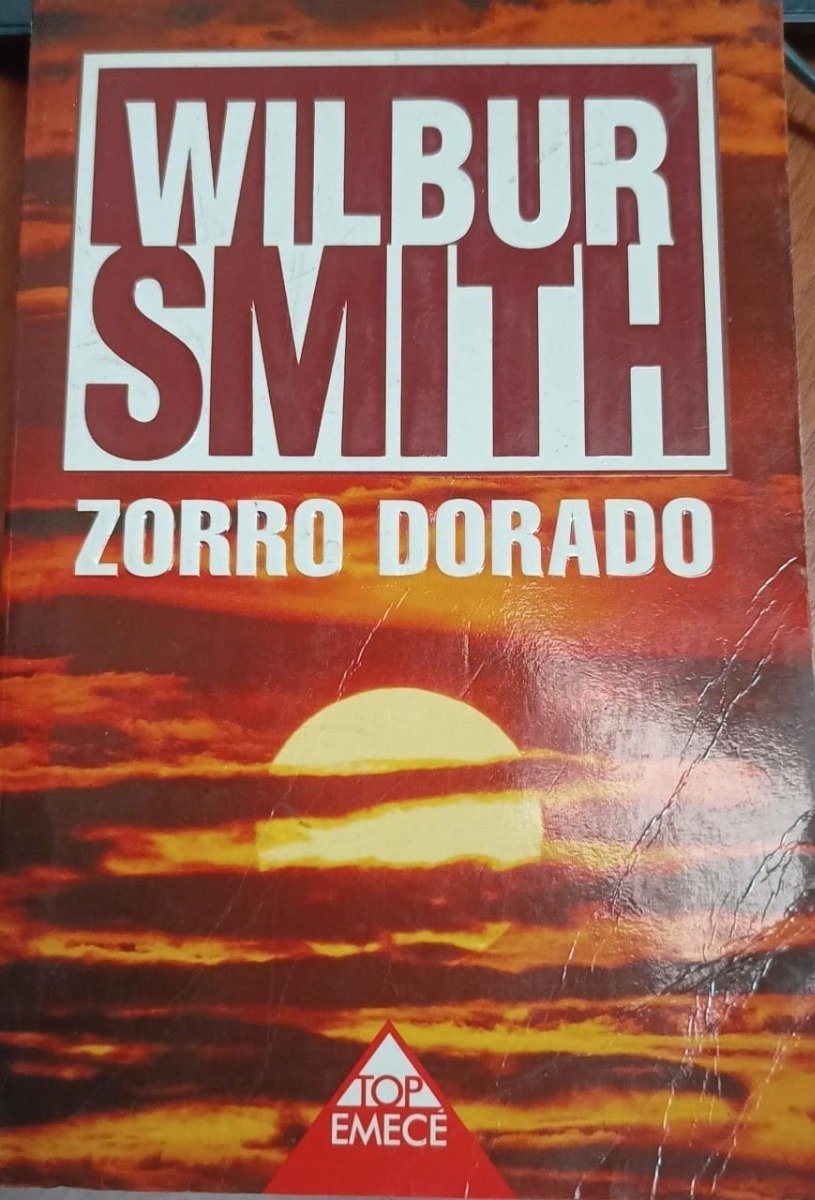 WILBUR
SMITH
ZORRO DORADO
TOP
EMECÉ